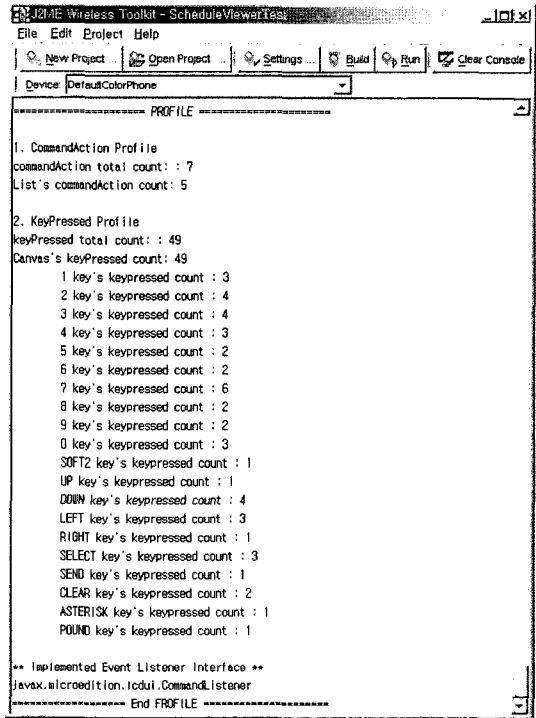 J2ME Wireless Toolkit - ScheduleViewerTest
File Edit Project Help
New Project ... Open Project ... Settings ... Build Run Clear Console
Device: DefaultColorPhone
====================== PROFILE ======================
1. CommandAction Profile
commandAction total count: : 7
List's commandAction count: 5
2. KeyPressed Profile
keyPressed total count: : 49
Canvas's keyPressed count: 49
1 key's keypressed count : 3
2 key's keypressed count : 4
3 key's keypressed count : 4
4 key's keypressed count : 3
5 key's keypressed count : 2
6 key's keypressed count : 2
7 key's keypressed count : 6
8 key's keypressed count : 2
9 key's keypressed count : 2
0 key's keypressed count : 3
SOFT2 key's keypressed count : 1
UP key's keypressed count : 1
DOWN key's keypressed count : 4
LEFT key's keypressed count : 3
RIGHT key's keypressed count : 1
SELECT key's keypressed count : 3
SEND key's keypressed count : 1
CLEAR key's keypressed count : 2
ASTERISK key's keypressed count : 1
POUND key's keypressed count : 1
** Implemented Event Listener Interface **
javax.microedition.lcdui.CommandListener
=================== End FROFILE =====================